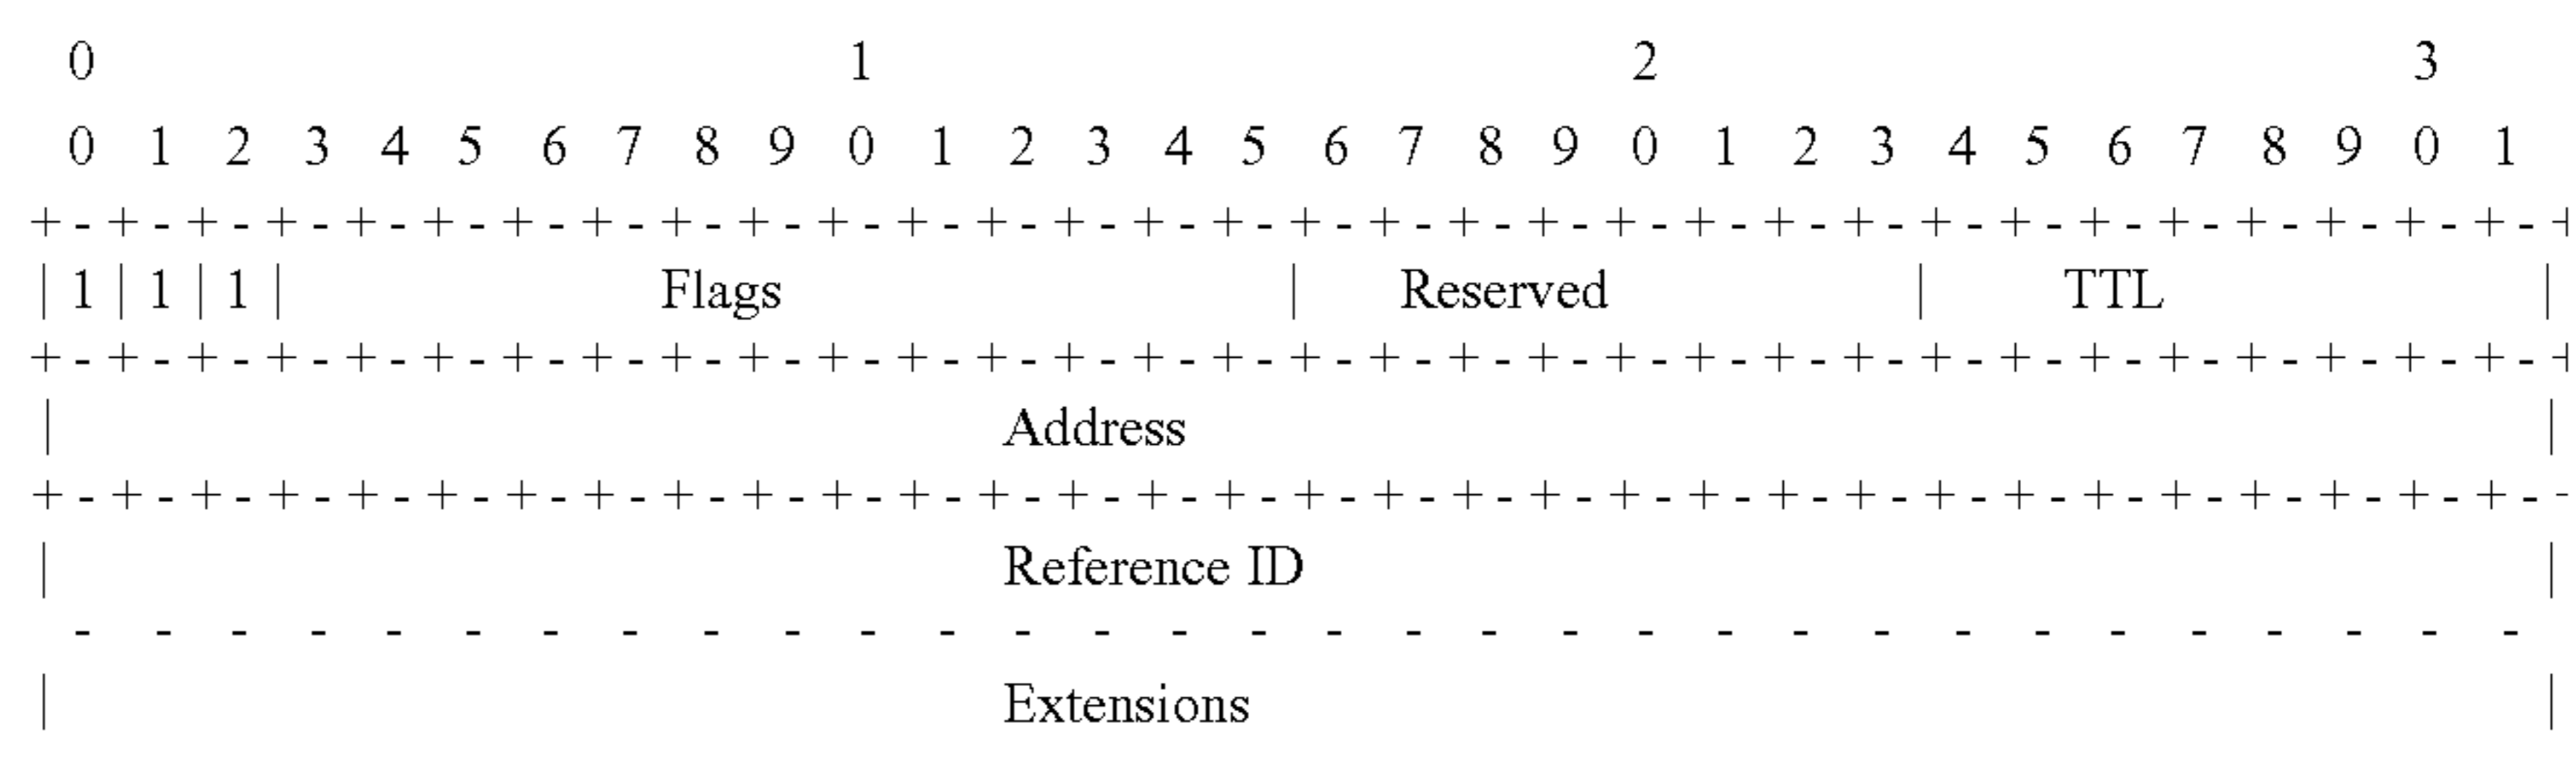 0 1 2 3
0 1 2 3 4 5 6 7 8 9 0 1 2 3 4 5 6 7 8 9 0 1 2 3 4 5 6 7 8 9 0 1
+-+-+-+-+-+-+-+-+-+-+-+-+-+-+-+-+-+-+-+-+-+-+-+-+-+-+-+-+-+-+-+-+
|1|1|1| Flags | Reserved | TTL |
+-+-+-+-+-+-+-+-+-+-+-+-+-+-+-+-+-+-+-+-+-+-+-+-+-+-+-+-+-+-+-+-+
| Address |
+-+-+-+-+-+-+-+-+-+-+-+-+-+-+-+-+-+-+-+-+-+-+-+-+-+-+-+-+-+-+-+-+
| Reference ID |
- - - - - - - - - - - - - - - - - - - - - - - - - - - - - - - -
| Extensions |